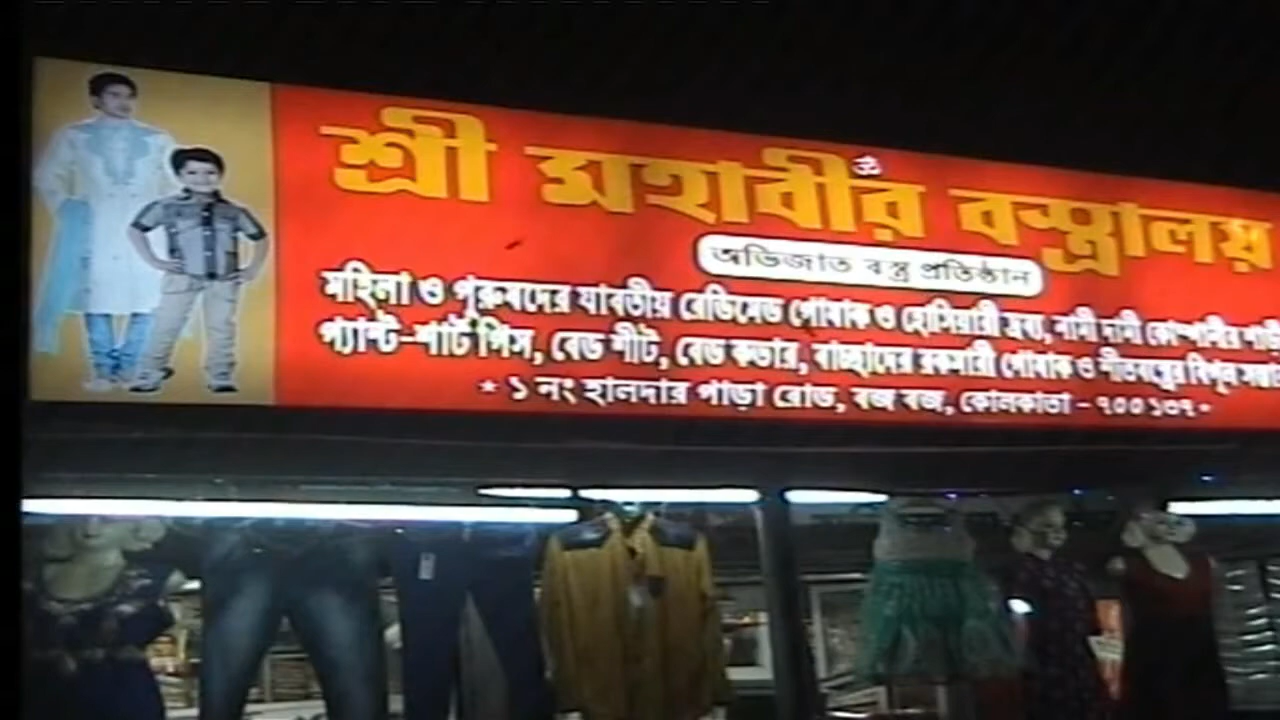 ॐ
শ্রী মহাবীর বস্ত্রালয়
অভিজাত বস্ত্র প্রতিষ্ঠান
মহিলা ও পুরুষদের যাবতীয় রেডিমেড পোষাক ও হোসিয়ারী দ্রব্য, নামী দামী কোম্পানীর শাড়ী
প্যান্ট-শার্ট পিস, বেড শীট, বেড কভার, বাচ্ছাদের রকমারী পোষাক ও শীতবস্ত্রের বিপুল
* ১ নং হালদার পাড়া রোড, বজ বজ, কোলকাতা - ৭০০১৩৭ *